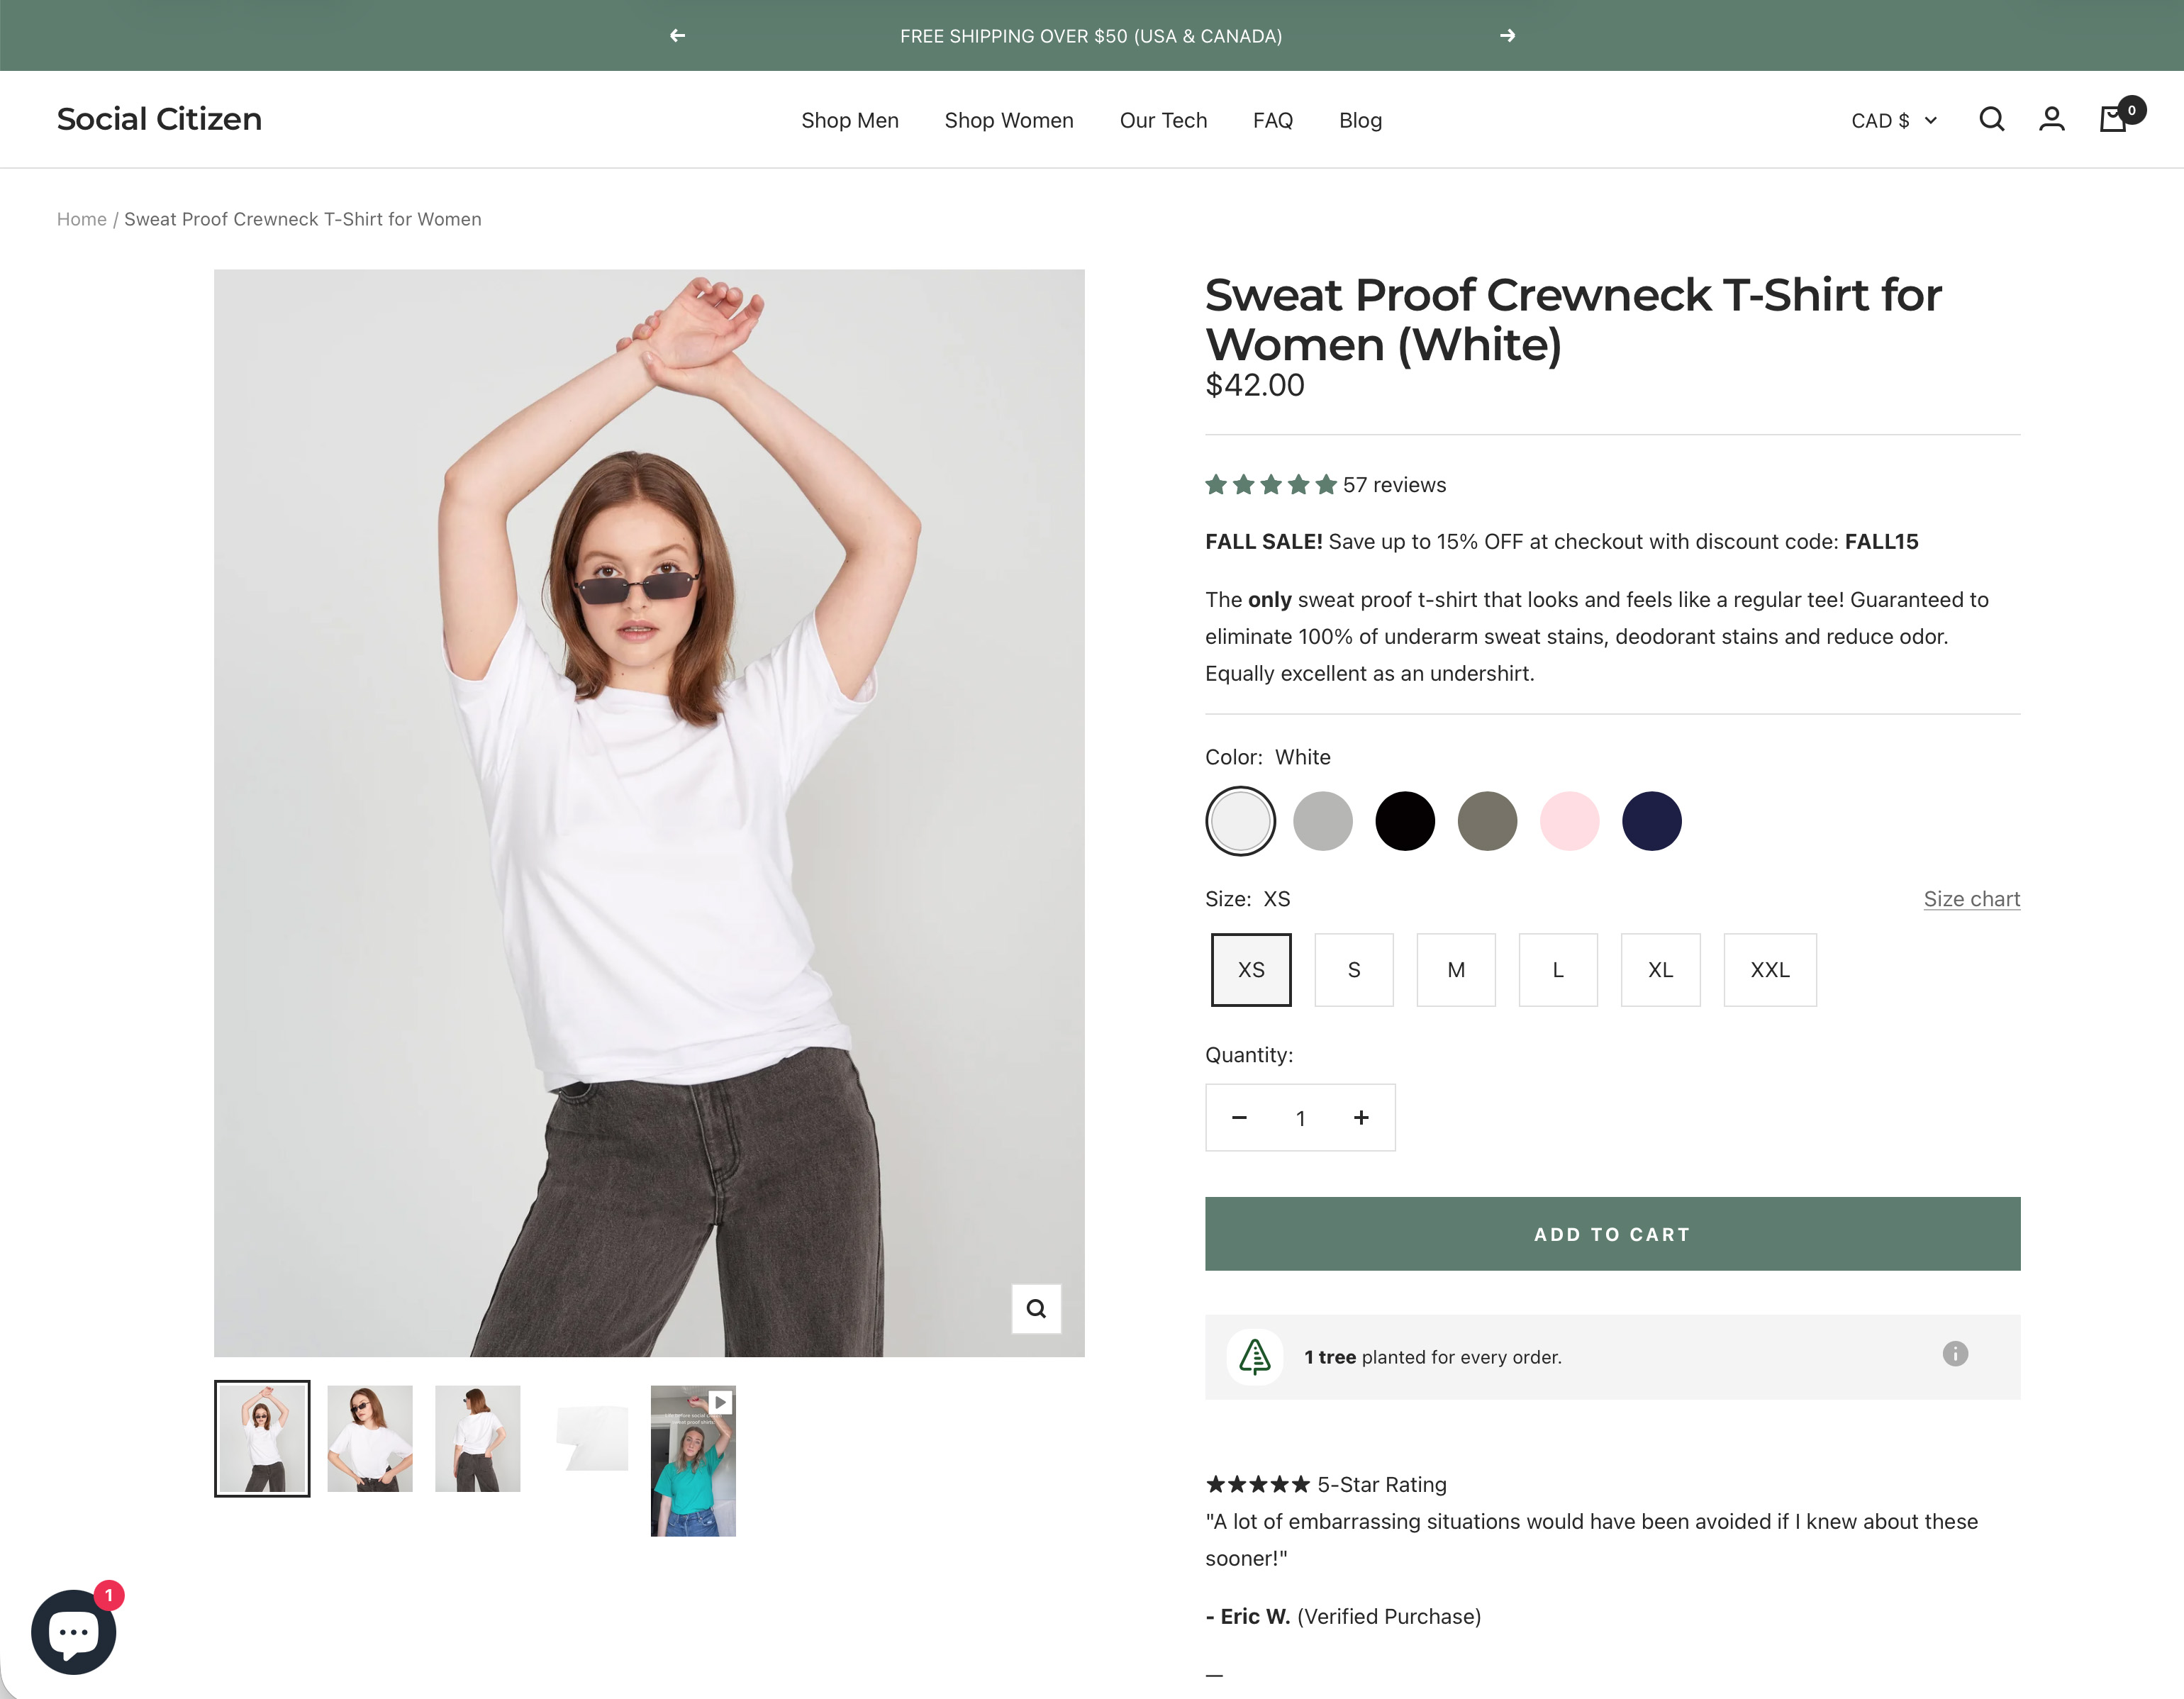 FREE SHIPPING OVER $50 (USA & CANADA)
Social Citizen
Shop Men
Shop Women
Our Tech
FAQ
Blog
CAD $
0
Home / Sweat Proof Crewneck T-Shirt for Women
Sweat Proof Crewneck T-Shirt for
Women (White)
$42.00
57 reviews
FALL SALE! Save up to 15% OFF at checkout with discount code: FALL15
The only sweat proof t-shirt that looks and feels like a regular tee! Guaranteed to
eliminate 100% of underarm sweat stains, deodorant stains and reduce odor.
Equally excellent as an undershirt.
Color: White
Size: XS
Size chart
XS
S
M
L
XL
XXL
Quantity:
− 1 +
ADD TO CART
1 tree planted for every order.
★★★★★ 5-Star Rating
"A lot of embarrassing situations would have been avoided if I knew about these
sooner!"
- Eric W. (Verified Purchase)
—
1